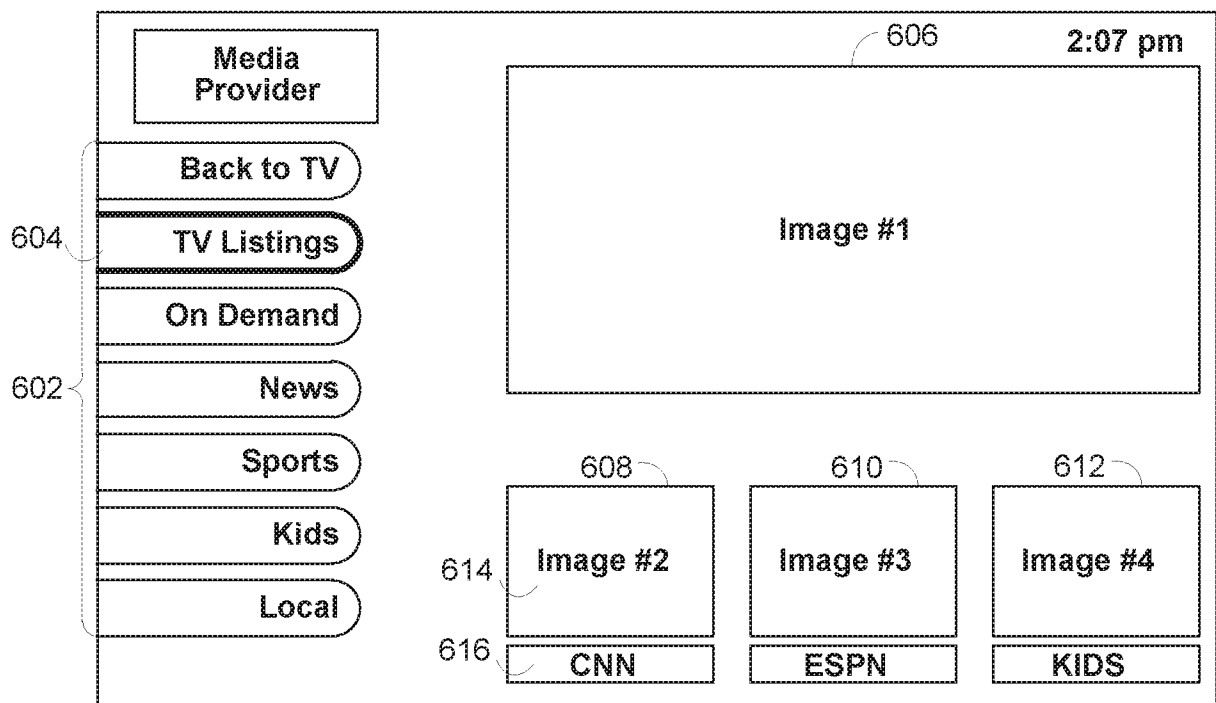 606
2:07 pm
Media
Provider
Back to TV
604
TV Listings
Image #1
On Demand
602
News
Sports
608
610
612
Kids
614
Image #2
Image #3
Image #4
Local
616
CNN
ESPN
KIDS